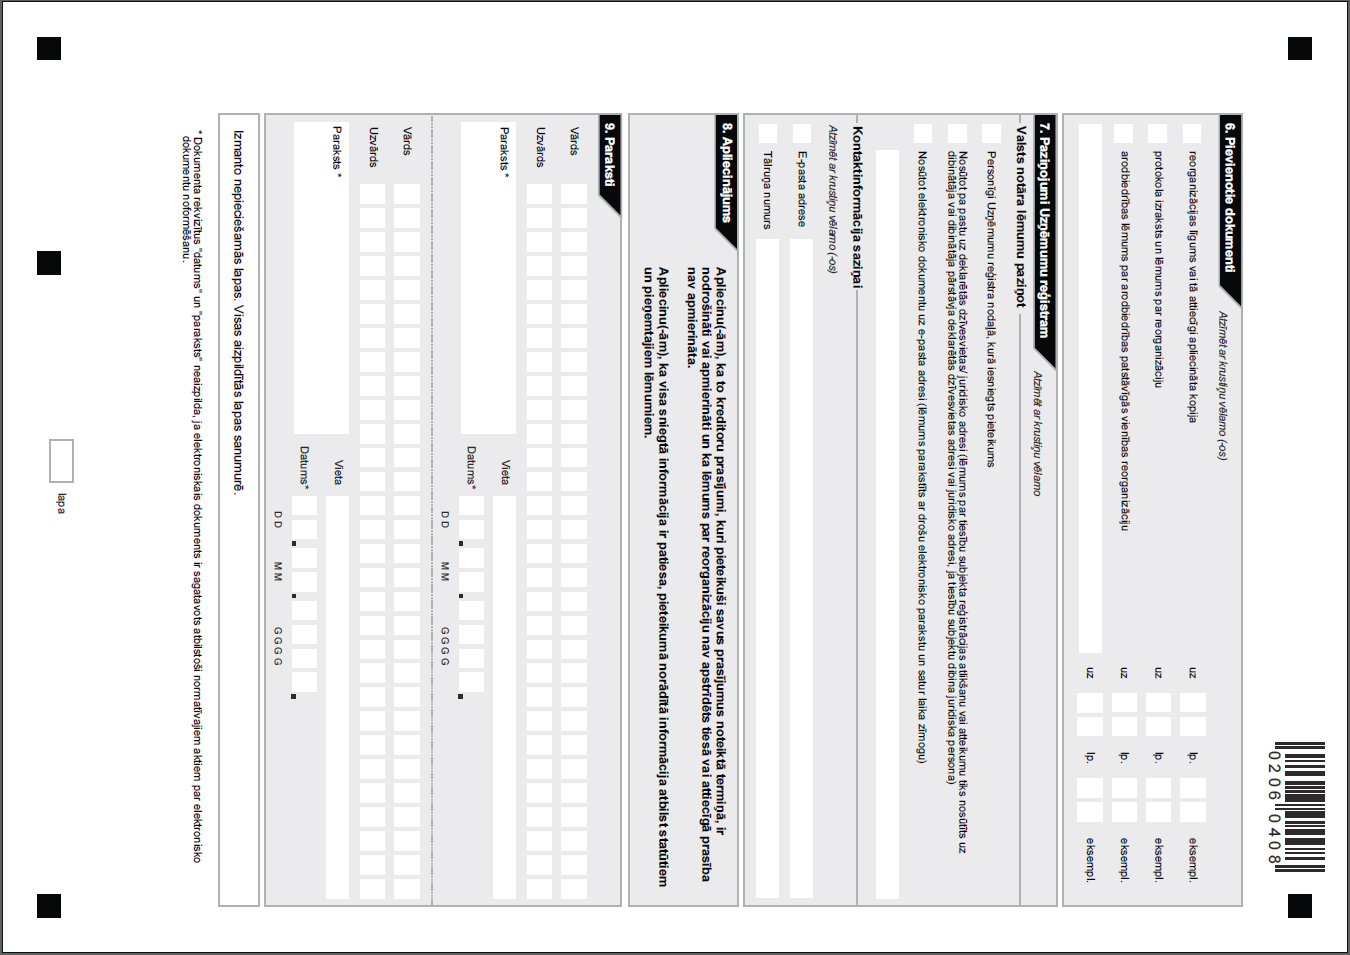 0206 0408
6. Pievienotie dokumenti
Atzīmēt ar krustiņu vēlamo (-os)
reorganizācijas līgums vai tā attiecīgi apliecināta kopija
uz
lp.
eksempl.
protokola izraksts un lēmums par reorganizāciju
uz
lp.
eksempl.
arodbiedrības lēmums par arodbiedrības patstāvīgās vienības reorganizāciju
uz
lp.
eksempl.
uz
lp.
eksempl.
7. Paziņojumi Uzņēmumu reģistram
Atzīmēt ar krustiņu vēlamo
Valsts notāra lēmumu paziņot
Personīgi Uzņēmumu reģistra nodaļā, kurā iesniegts pieteikums
Nosūtot pa pastu uz deklarētās dzīvesvietas/ juridisko adresi (lēmums par tiesību subjekta reģistrācijas atlikšanu vai atteikumu tiks nosūtīts uz
dibinātāja vai dibinātāja pārstāvja deklarētās dzīvesvietas adresi vai juridisko adresi, ja tiesību subjektu dibina juridiska persona)
Nosūtot elektronisko dokumentu uz e-pasta adresi (lēmums parakstīts ar drošu elektronisko parakstu un satur laika zīmogu)
Kontaktinformācija saziņai
Atzīmēt ar krustiņu vēlamo (-os)
E-pasta adrese
Tālruņa numurs
8. Apliecinājums
Apliecinu(-ām), ka to kreditoru prasījumi, kuri pieteikuši savus prasījumus noteiktā termiņā, ir
nodrošināti vai apmierināti un ka lēmums par reorganizāciju nav apstrīdēts tiesā vai attiecīgā prasība
nav apmierināta.
Apliecinu(-ām), ka visa sniegtā informācija ir patiesa, pieteikumā norādītā informācija atbilst statūtiem
un pieņemtajiem lēmumiem.
9. Paraksti
Vārds
Uzvārds
Paraksts *
Vieta
Datums*
DD
MM
GGGG
Vārds
Uzvārds
Paraksts *
Vieta
Datums*
DD
MM
GGGG
Izmanto nepieciešamās lapas. Visas aizpildītās lapas sanumurē.
* Dokumenta rekvizītus "datums" un "paraksts" neaizpilda, ja elektroniskais dokuments ir sagatavots atbilstoši normatīvajiem aktiem par elektronisko
dokumentu noformēšanu.
lapa